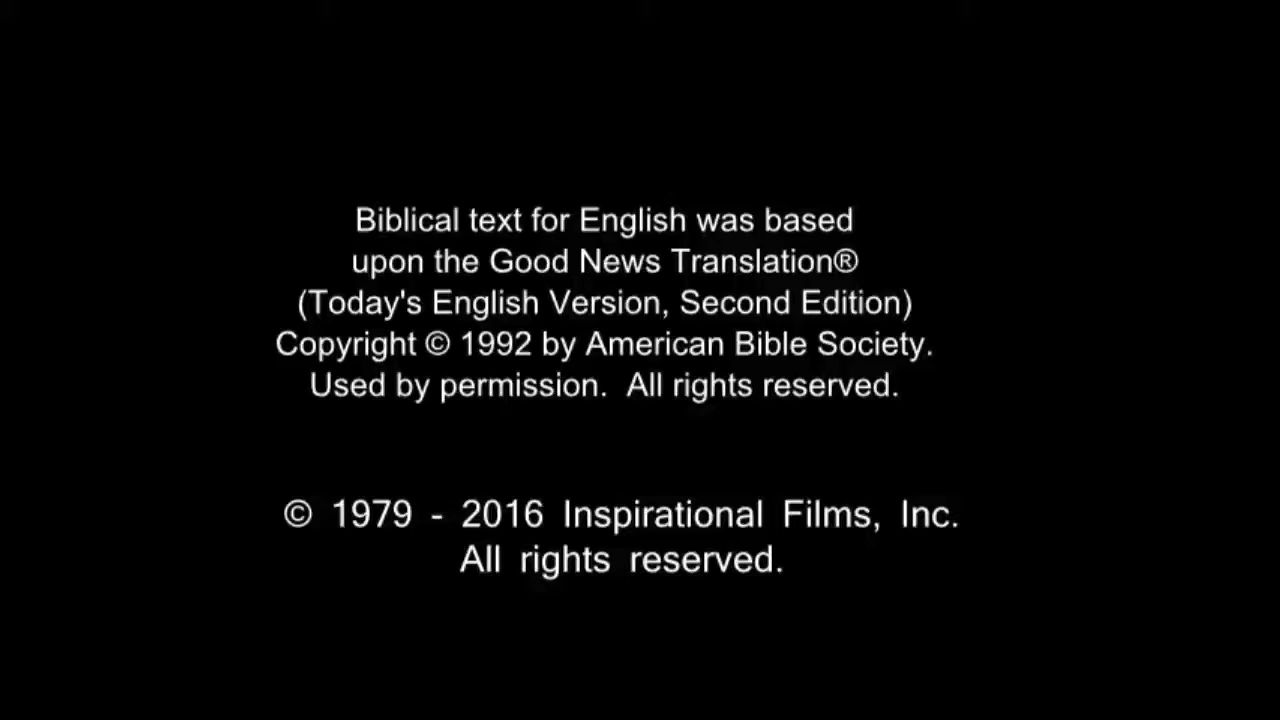 Biblical text for English was based
upon the Good News Translation®
(Today's English Version, Second Edition)
Copyright © 1992 by American Bible Society.
Used by permission.  All rights reserved.
© 1979 - 2016 Inspirational Films, Inc.
All rights reserved.